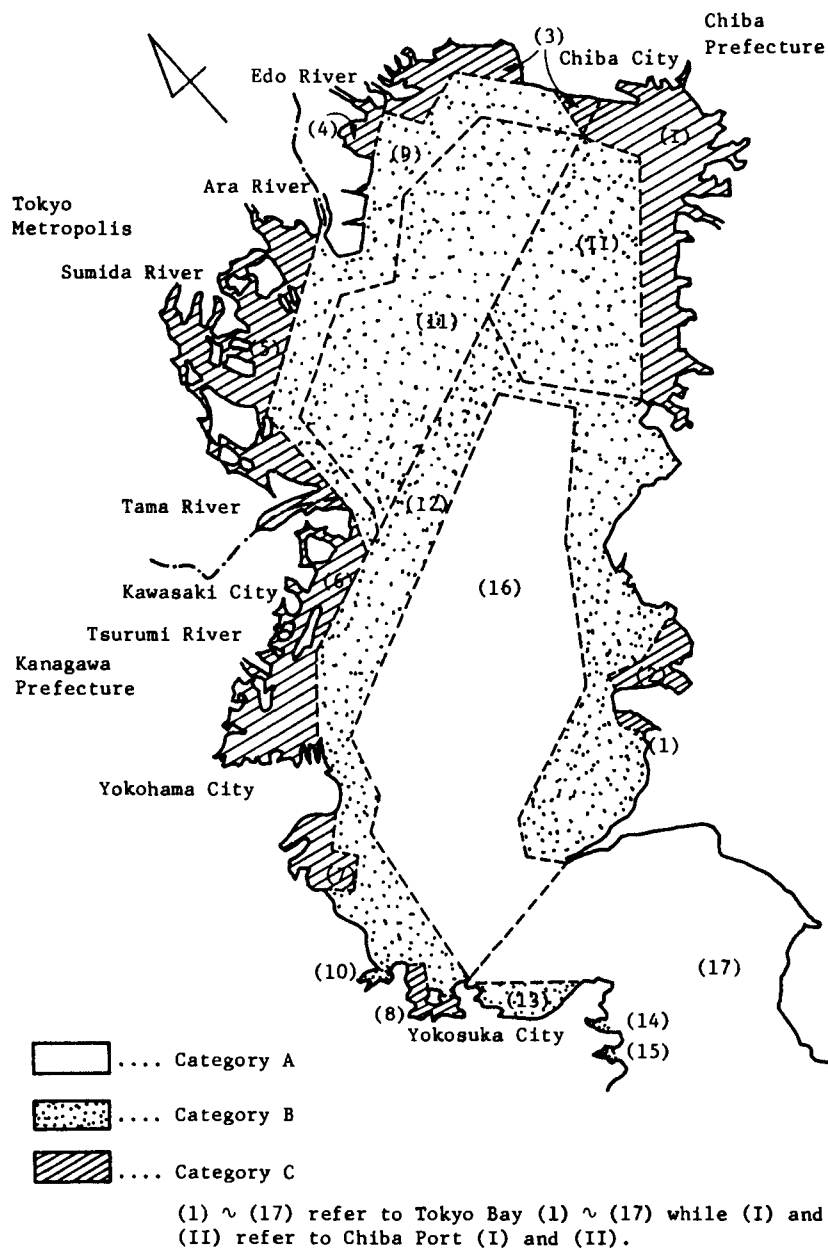 Chiba
Prefecture
(3)
Chiba City
Edo River
(4)
(9)
(I)
Ara River
Tokyo
Metropolis
Sumida River
(II)
(11)
(5)
(12)
Tama River
(16)
Kawasaki City
(6)
Tsurumi River
Kanagawa
Prefecture
(2)
(1)
Yokohama City
(7)
(10)
(17)
(8)
(13)
Yokosuka City
(14)
(15)
.... Category A
.... Category B
.... Category C
(1) ~ (17) refer to Tokyo Bay (1) ~ (17) while (I) and
(II) refer to Chiba Port (I) and (II).